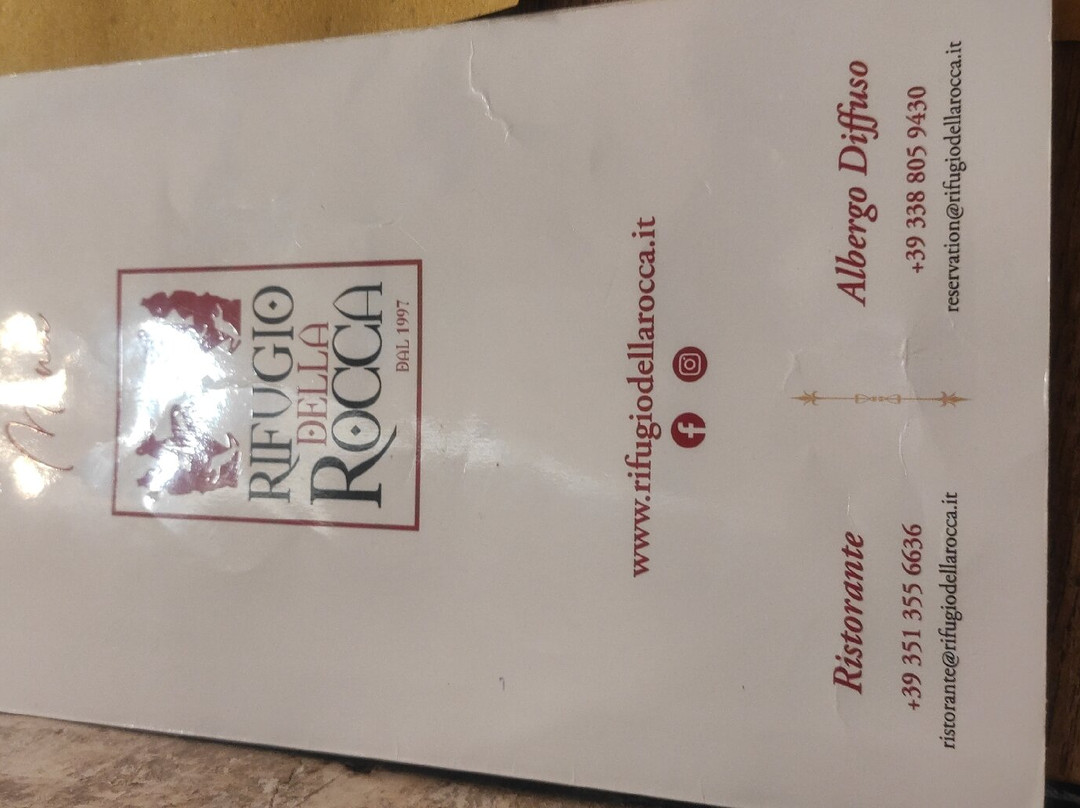 RIFUGIO
DELLA
ROCCA
DAL 1997
www.rifugiodellarocca.it
Ristorante
+39 351 355 6636
ristorante@rifugiodellarocca.it
Albergo Diffuso
+39 338 805 9430
reservation@rifugiodellarocca.it